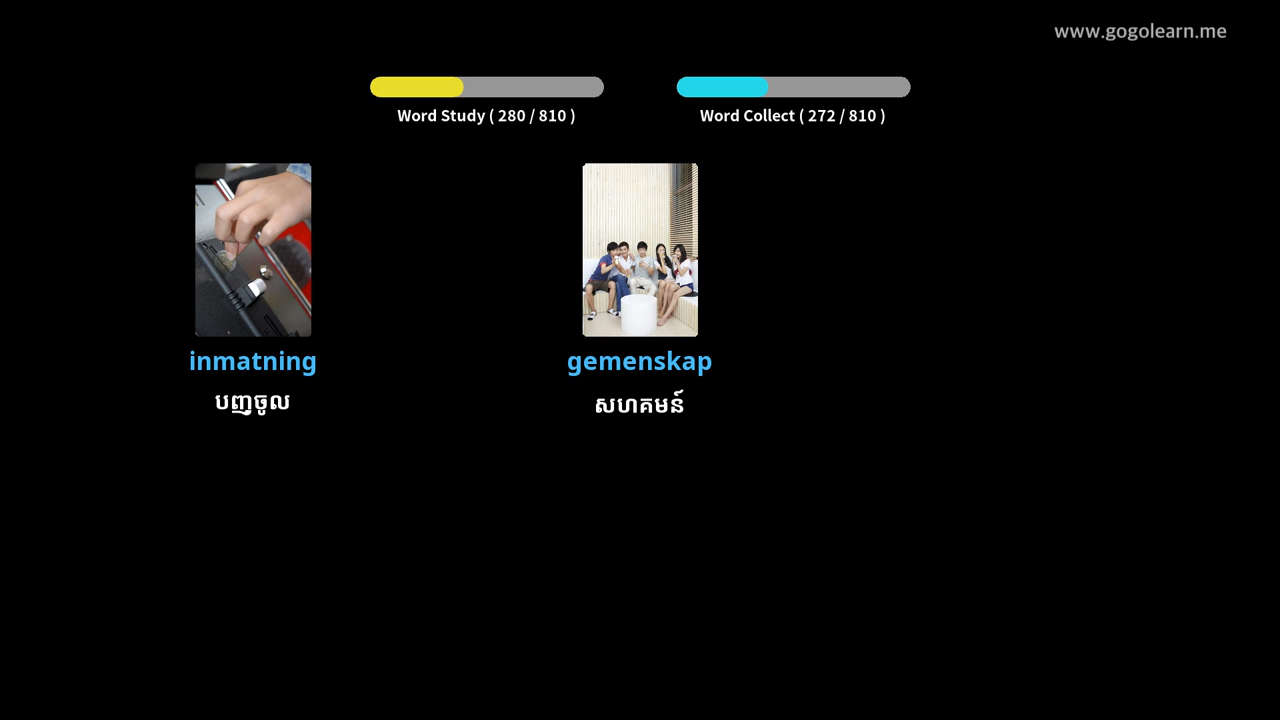 www.gogolearn.me
Word Study ( 280 / 810 )
Word Collect ( 272 / 810 )
inmatning
បញ្ចូល
gemenskap
សហគមន៍